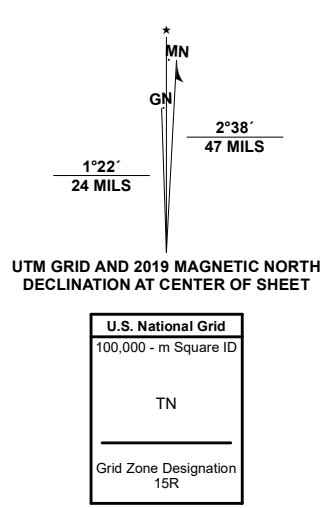 ★
MN
GN
2°38´
47 MILS
1°22´
24 MILS
UTM GRID AND 2019 MAGNETIC NORTH
DECLINATION AT CENTER OF SHEET
U.S. National Grid
100,000 - m Square ID
TN
Grid Zone Designation
15R